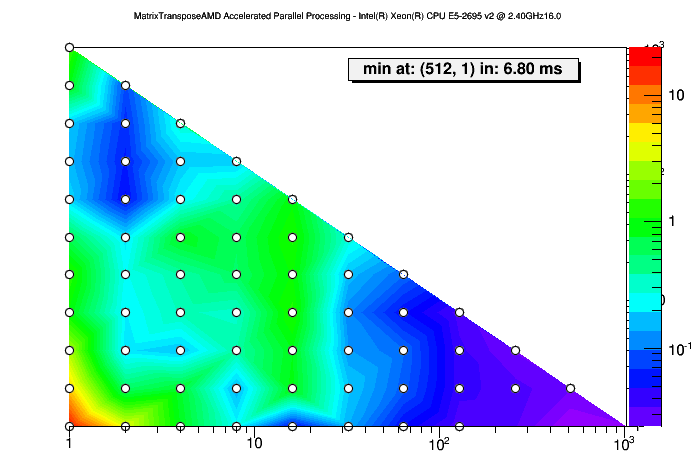 MatrixTransposeAMD Accelerated Parallel Processing - Intel(R) Xeon(R) CPU E5-2695 v2 @ 2.40GHz16.0
min at: (512, 1) in: 6.80 ms
10
1
10⁻¹
1 10 10² 10³